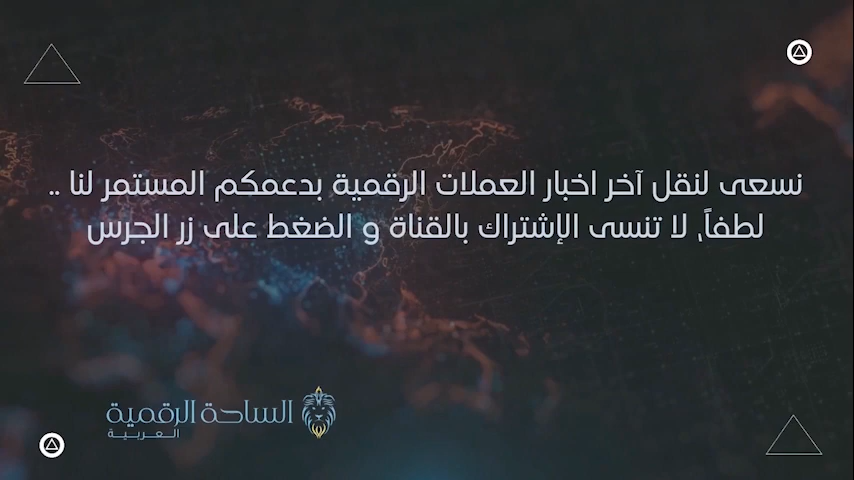 نسعى لنقل آخر اخبار العملات الرقمية بدعمكم المستمر لنا ..
لطفاً، لا تنسى الإشتراك بالقناة و الضغط على زر الجرس
الساحة الرقمية
العربية